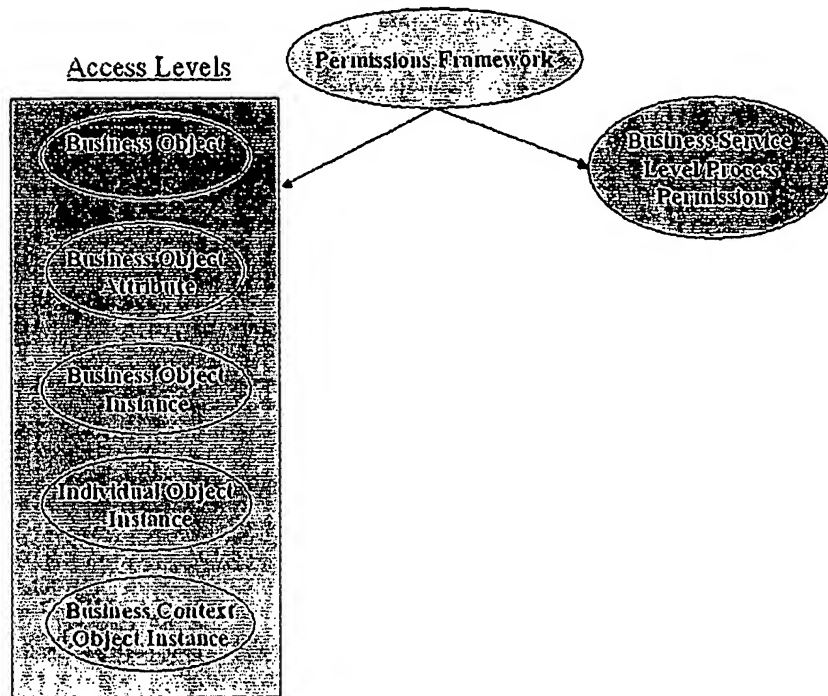 Permissions Framework
Access Levels
Business Object
Business Object
Attribute
Business Object
Instance
Individual Object
Instance
Business Context
Object Instance
Business Service
Level Process
Permission